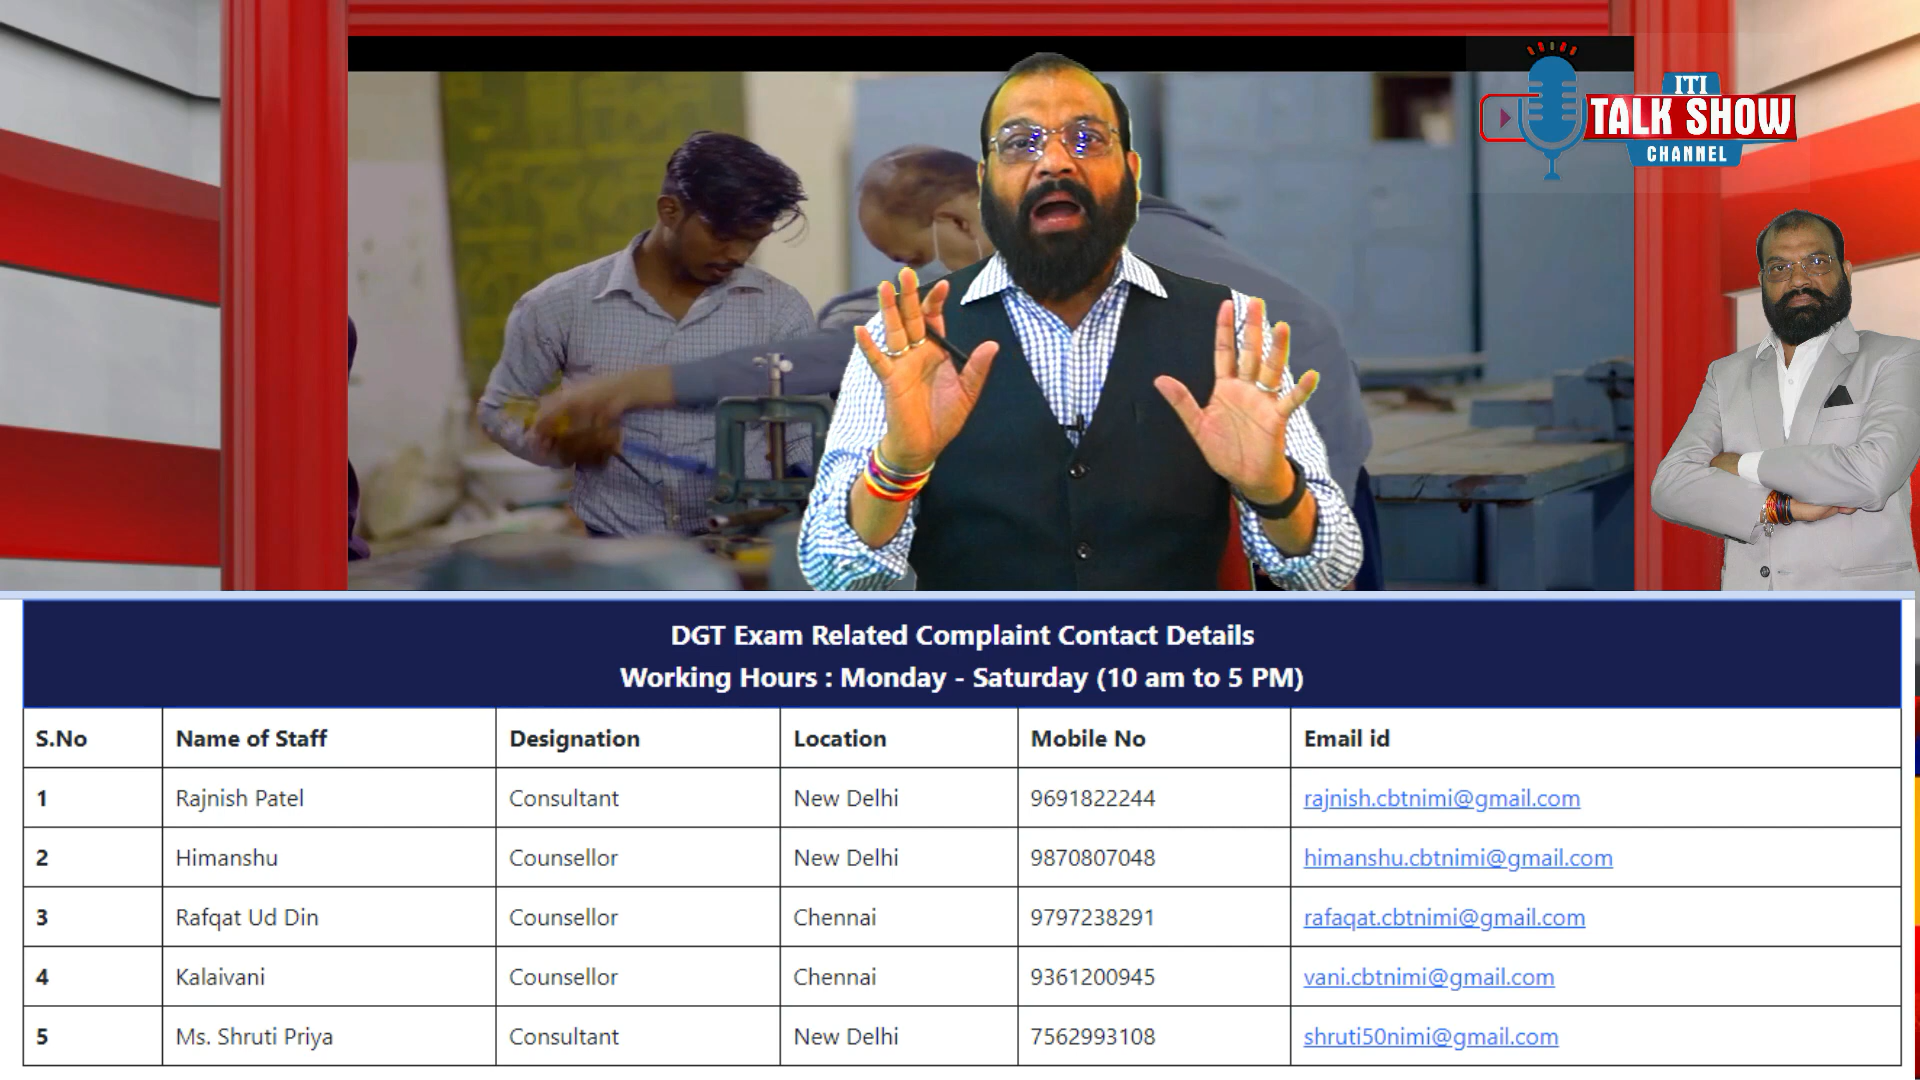 ITI
TALK SHOW
CHANNEL
DGT Exam Related Complaint Contact Details
Working Hours : Monday - Saturday (10 am to 5 PM)
S.No Name of Staff Designation Location Mobile No Email id
1 Rajnish Patel Consultant New Delhi 9691822244 rajnish.cbtnimi@gmail.com
2 Himanshu Counsellor New Delhi 9870807048 himanshu.cbtnimi@gmail.com
3 Rafqat Ud Din Counsellor Chennai 9797238291 rafaqat.cbtnimi@gmail.com
4 Kalaivani Counsellor Chennai 9361200945 vani.cbtnimi@gmail.com
5 Ms. Shruti Priya Consultant New Delhi 7562993108 shruti50nimi@gmail.com